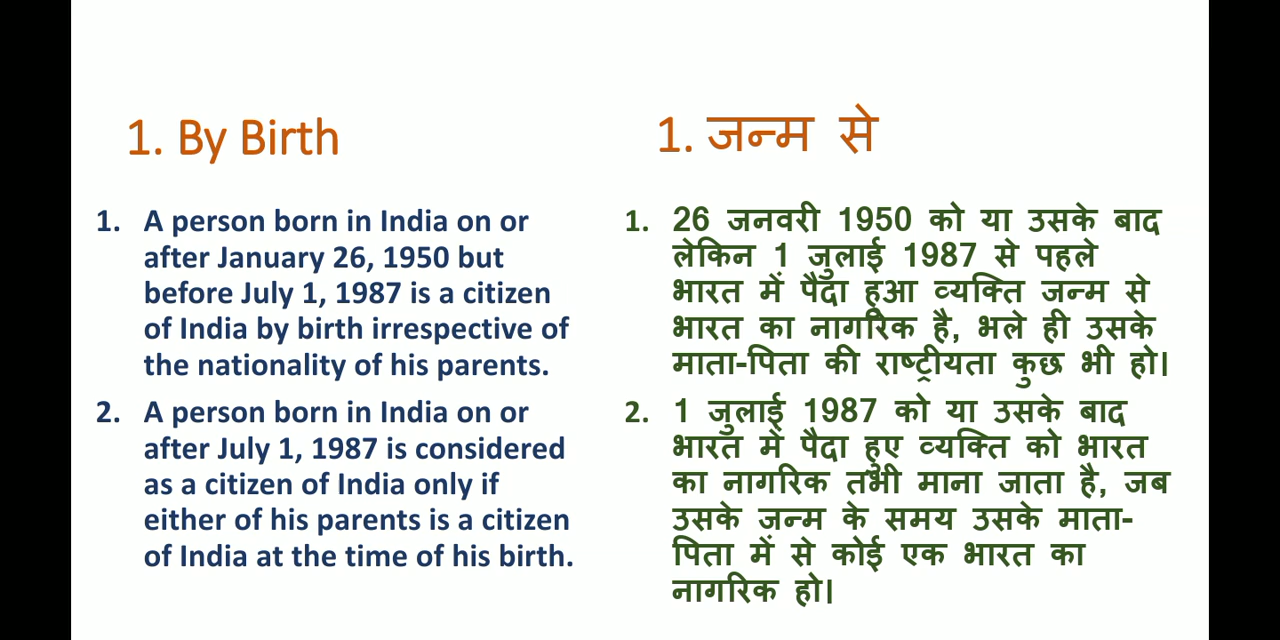 1. By Birth
1. A person born in India on or
after January 26, 1950 but
before July 1, 1987 is a citizen
of India by birth irrespective of
the nationality of his parents.
2. A person born in India on or
after July 1, 1987 is considered
as a citizen of India only if
either of his parents is a citizen
of India at the time of his birth.
1. जन्म से
1. 26 जनवरी 1950 को या उसके बाद
लेकिन 1 जुलाई 1987 से पहले
भारत में पैदा हुआ व्यक्ति जन्म से
भारत का नागरिक है, भले ही उसके
माता-पिता की राष्ट्रीयता कुछ भी हो।
2. 1 जुलाई 1987 को या उसके बाद
भारत में पैदा हुए व्यक्ति को भारत
का नागरिक तभी माना जाता है, जब
उसके जन्म के समय उसके माता-
पिता में से कोई एक भारत का
नागरिक हो।